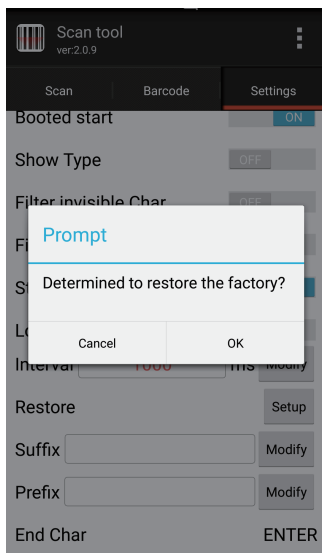 Scan tool
ver:2.0.9
Scan Barcode Settings
Booted start ON
Show Type OFF
Filter invisible Char OFF
Prompt
Determined to restore the factory?
Cancel OK
Interval 1000 ms Modify
Restore Setup
Suffix Modify
Prefix Modify
End Char ENTER